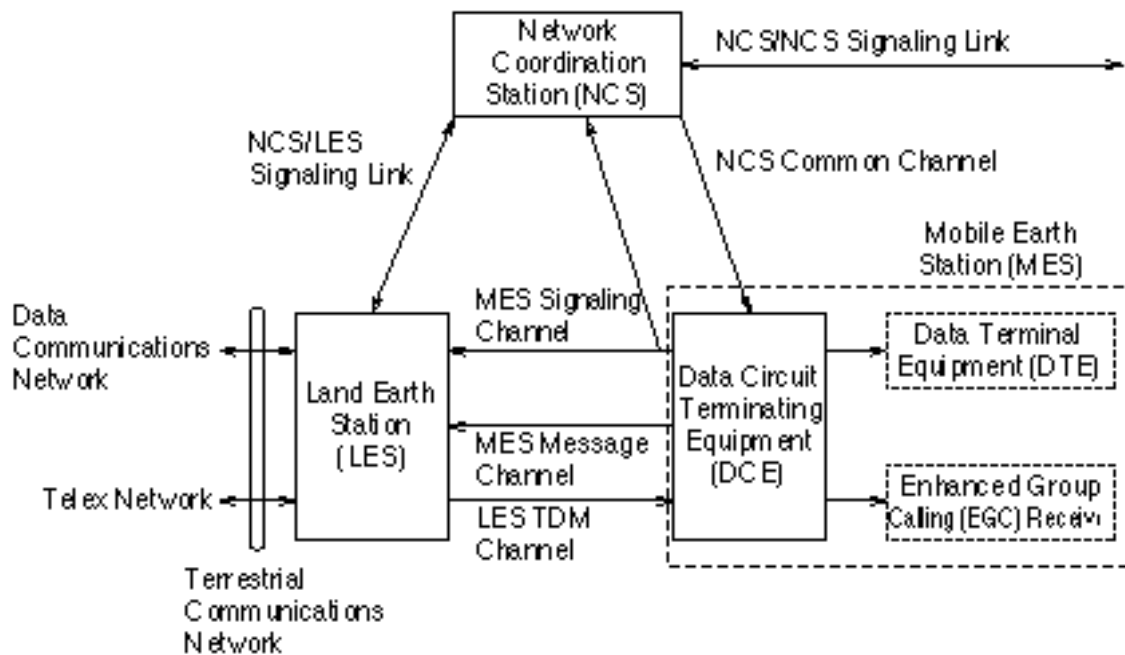 Network
Coordination
Station (NCS)
NCS/NCS Signaling Link
NCS/LES
Signaling Link
NCS Common Channel
Mobile Earth
Station (MES)
Data
Communications
Network
Telex Network
Terrestrial
Communications
Network
Land Earth
Station
(LES)
MES Signaling
Channel
MES Message
Channel
LES TDM
Channel
Data Circuit
Terminating
Equipment
(DCE)
Data Terminal
Equipment (DTE)
Enhanced Group
Calling (EGC) Receiv